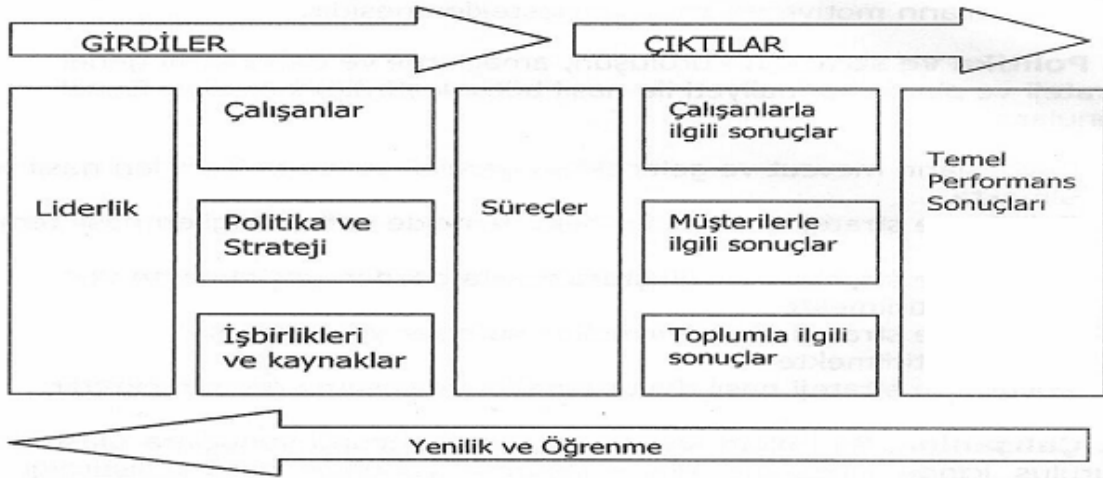 GİRDİLER
ÇIKTILAR
Liderlik
Çalışanlar
Politika ve
Strateji
İşbirlikleri
ve kaynaklar
Süreçler
Çalışanlarla
ilgili sonuçlar
Müşterilerle
ilgili sonuçlar
Toplumla ilgili
sonuçlar
Temel
Performans
Sonuçları
Yenilik ve Öğrenme